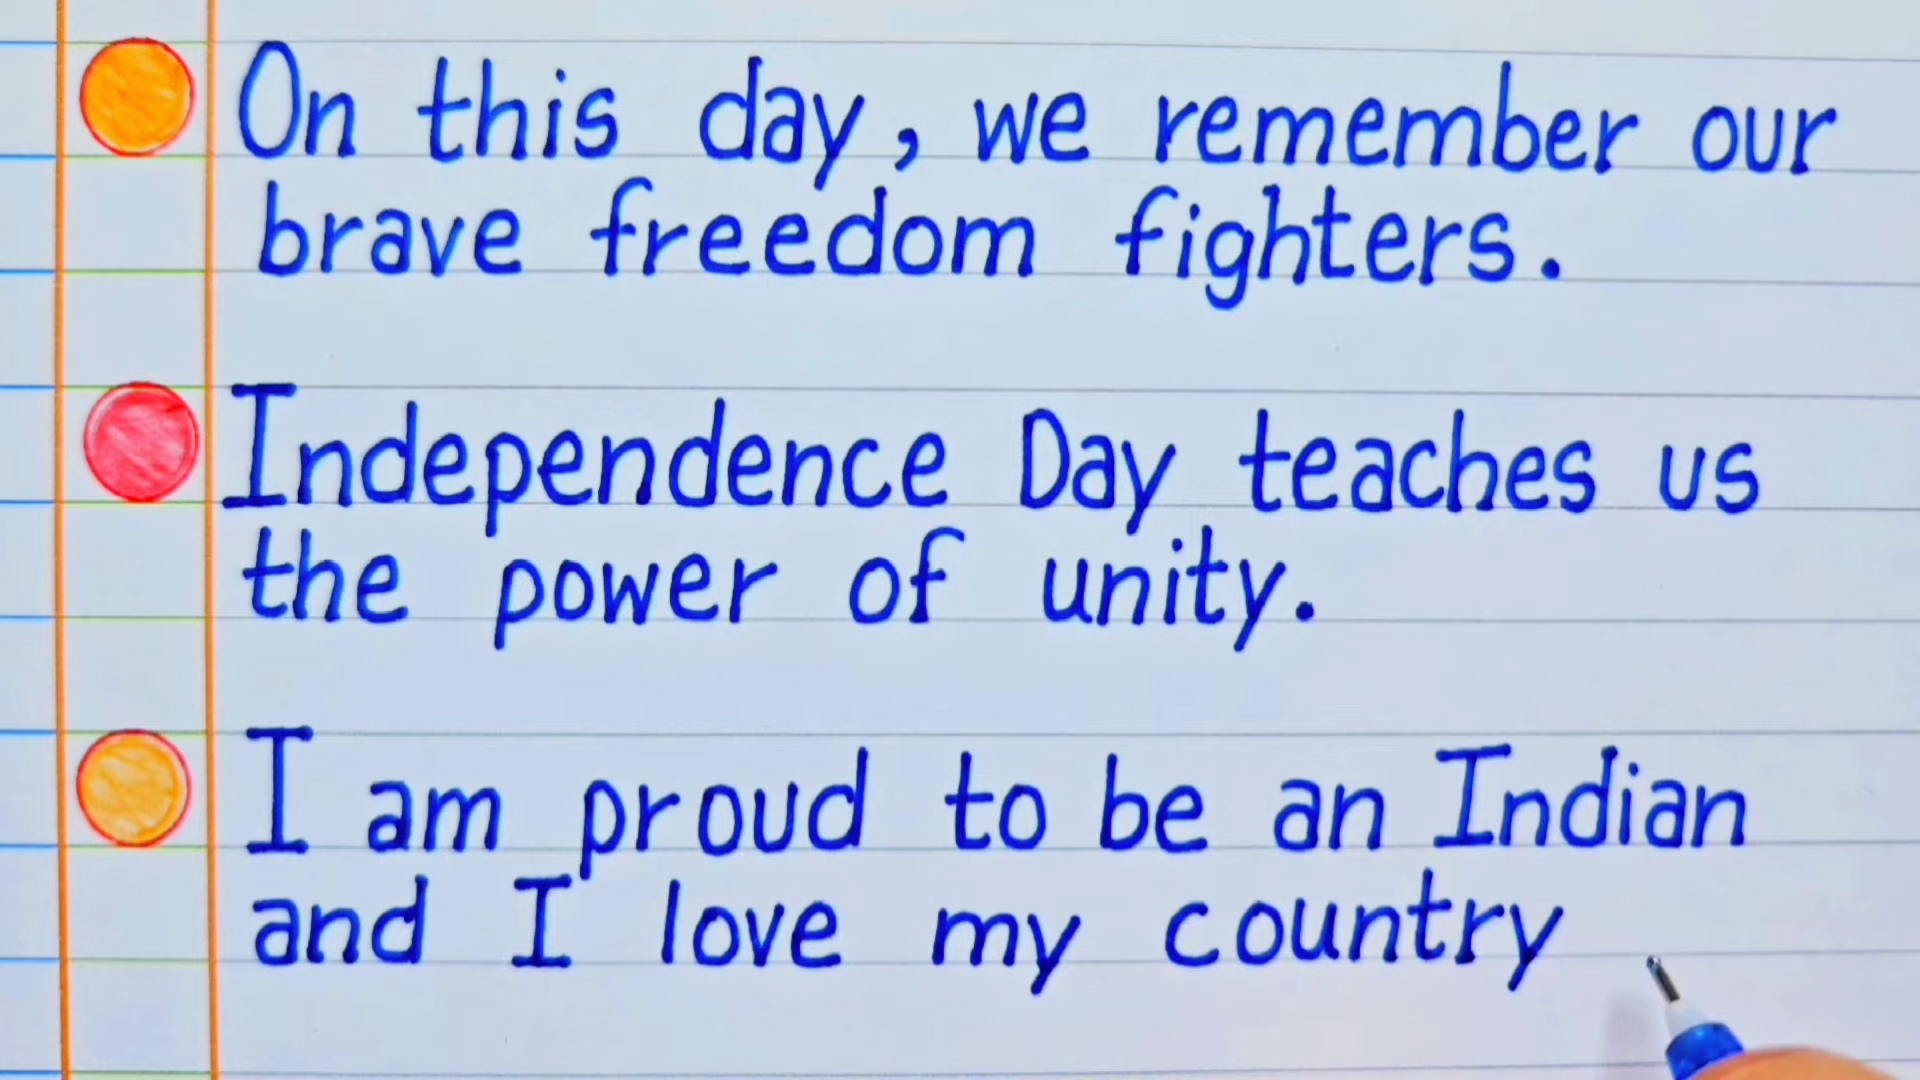 On this day, we remember our
brave freedom fighters.
Independence Day teaches us
the power of unity.
I am proud to be an Indian
and I love my country